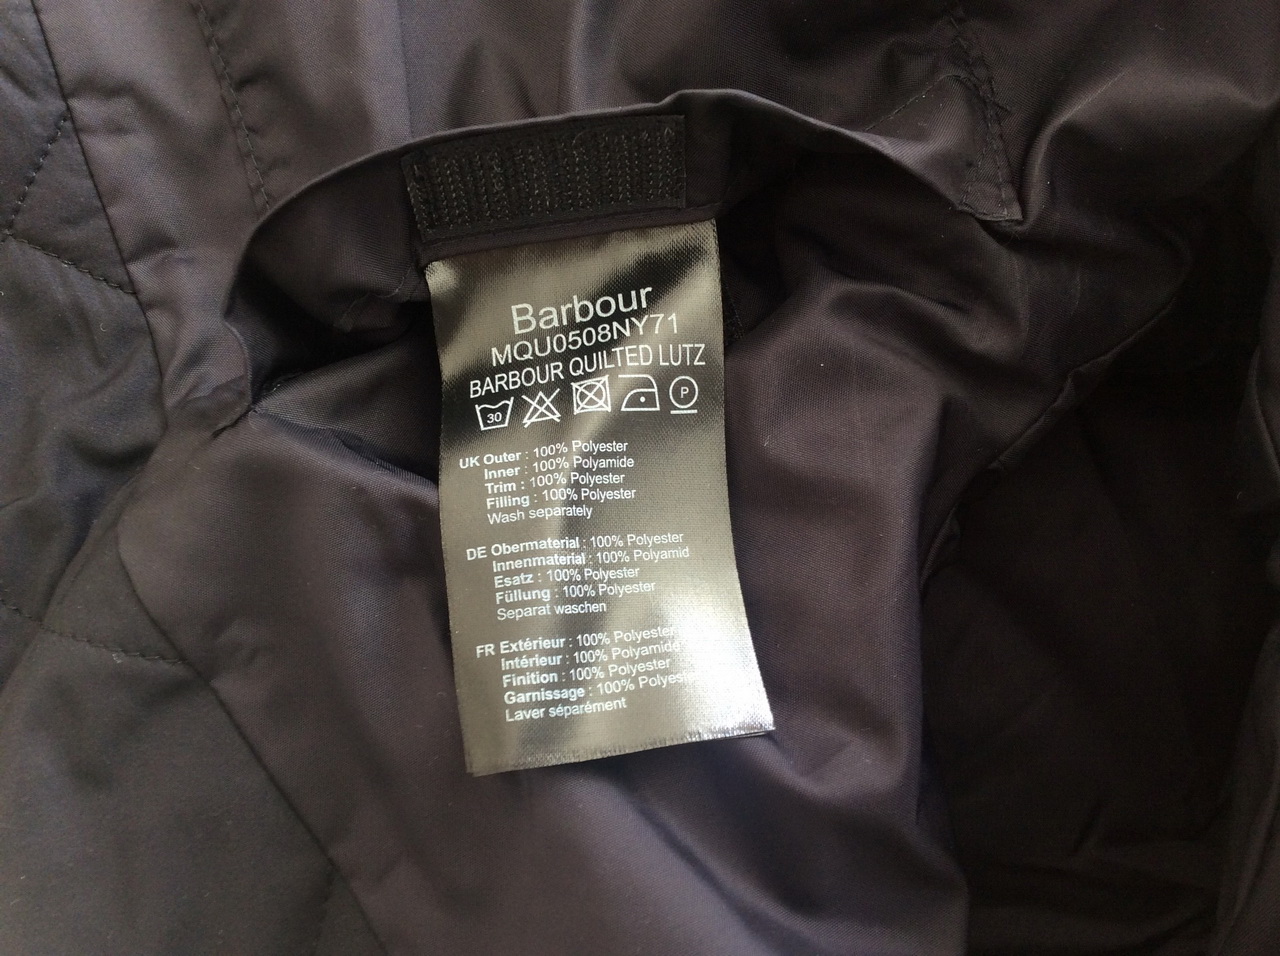 Barbour
MQU0508NY71
BARBOUR QUILTED LUTZ
30 P
UK Outer : 100% Polyester
Inner : 100% Polyamide
Trim : 100% Polyester
Filling : 100% Polyester
Wash separately
DE Obermaterial : 100% Polyester
Innenmaterial : 100% Polyamid
Esatz : 100% Polyester
Füllung : 100% Polyester
Separat waschen
FR Extérieur : 100% Polyester
Intérieur : 100% Polyamide
Finition : 100% Polyester
Garnissage : 100% Polyester
Laver séparément